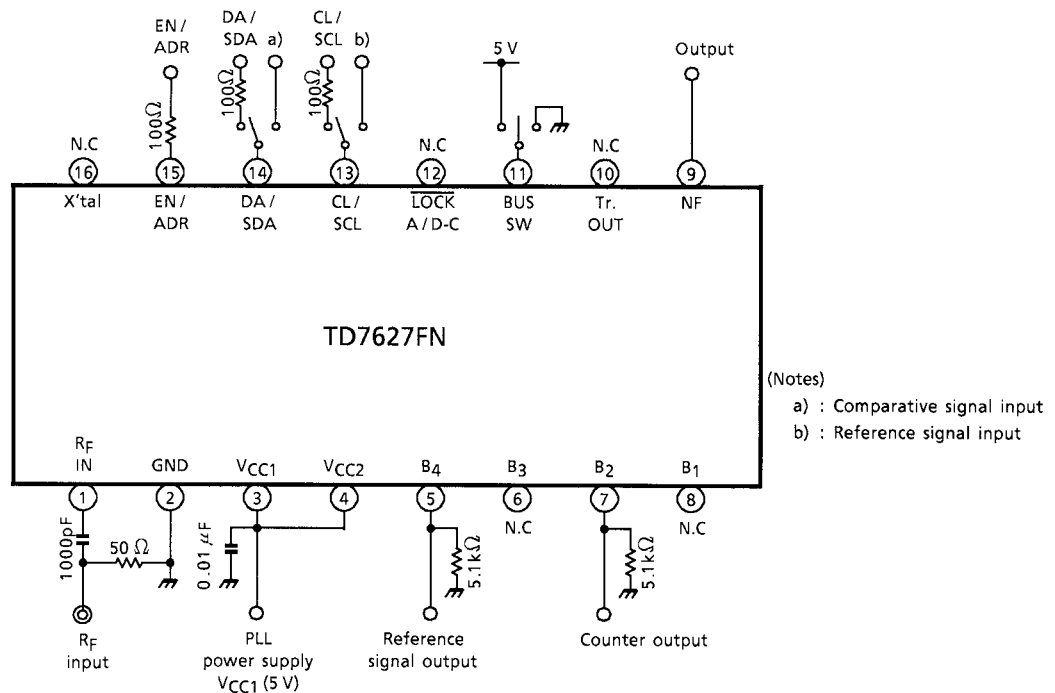 EN /
ADR
DA /
SDA a)
CL /
SCL b)
5 V
Output
100Ω
100Ω
100Ω
N.C
N.C
N.C
16
15
14
13
12
11
10
9
X'tal
EN /
ADR
DA /
SDA
CL /
SCL
LOCK
A / D-C
BUS
SW
Tr.
OUT
NF
TD7627FN
(Notes)
a) : Comparative signal input
b) : Reference signal input
RF
IN
GND
VCC1
VCC2
B4
B3
B2
B1
1
2
3
4
5
6
7
8
N.C
N.C
1000pF
50 Ω
0.01 μF
5.1kΩ
5.1kΩ
RF
input
PLL
power supply
VCC1 (5 V)
Reference
signal output
Counter output